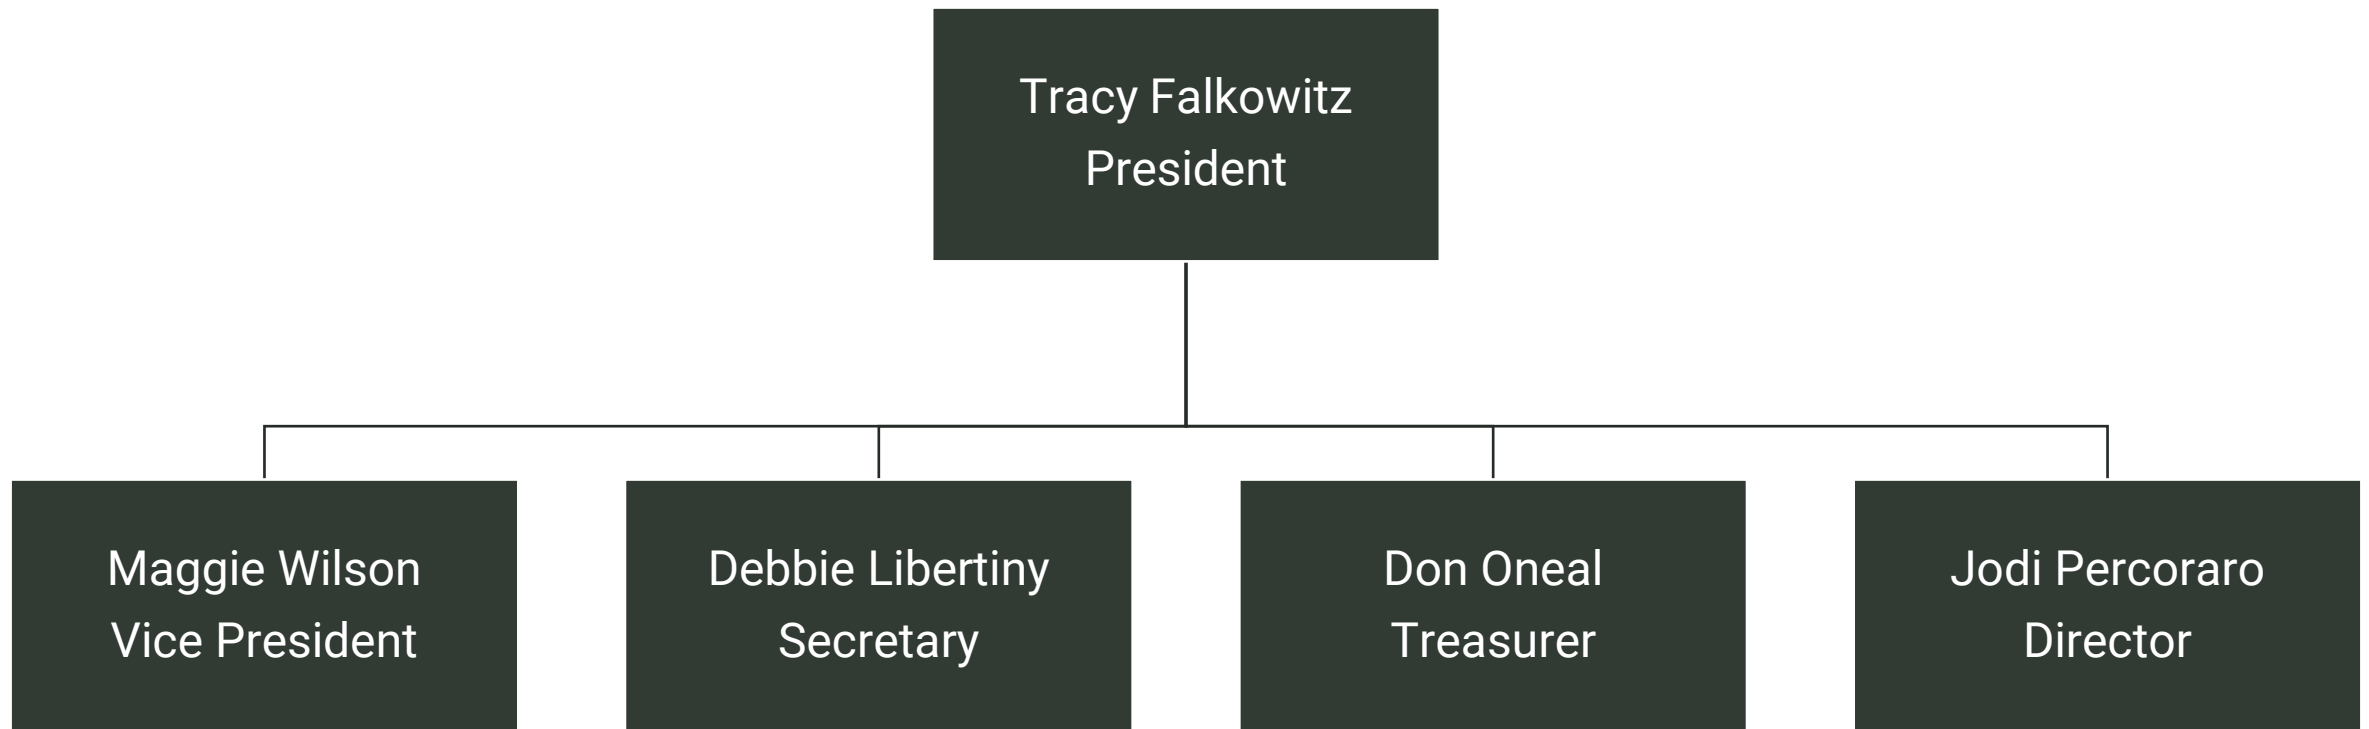 Tracy Falkowitz
President
Maggie Wilson
Vice President
Debbie Libertiny
Secretary
Don Oneal
Treasurer
Jodi Percoraro
Director